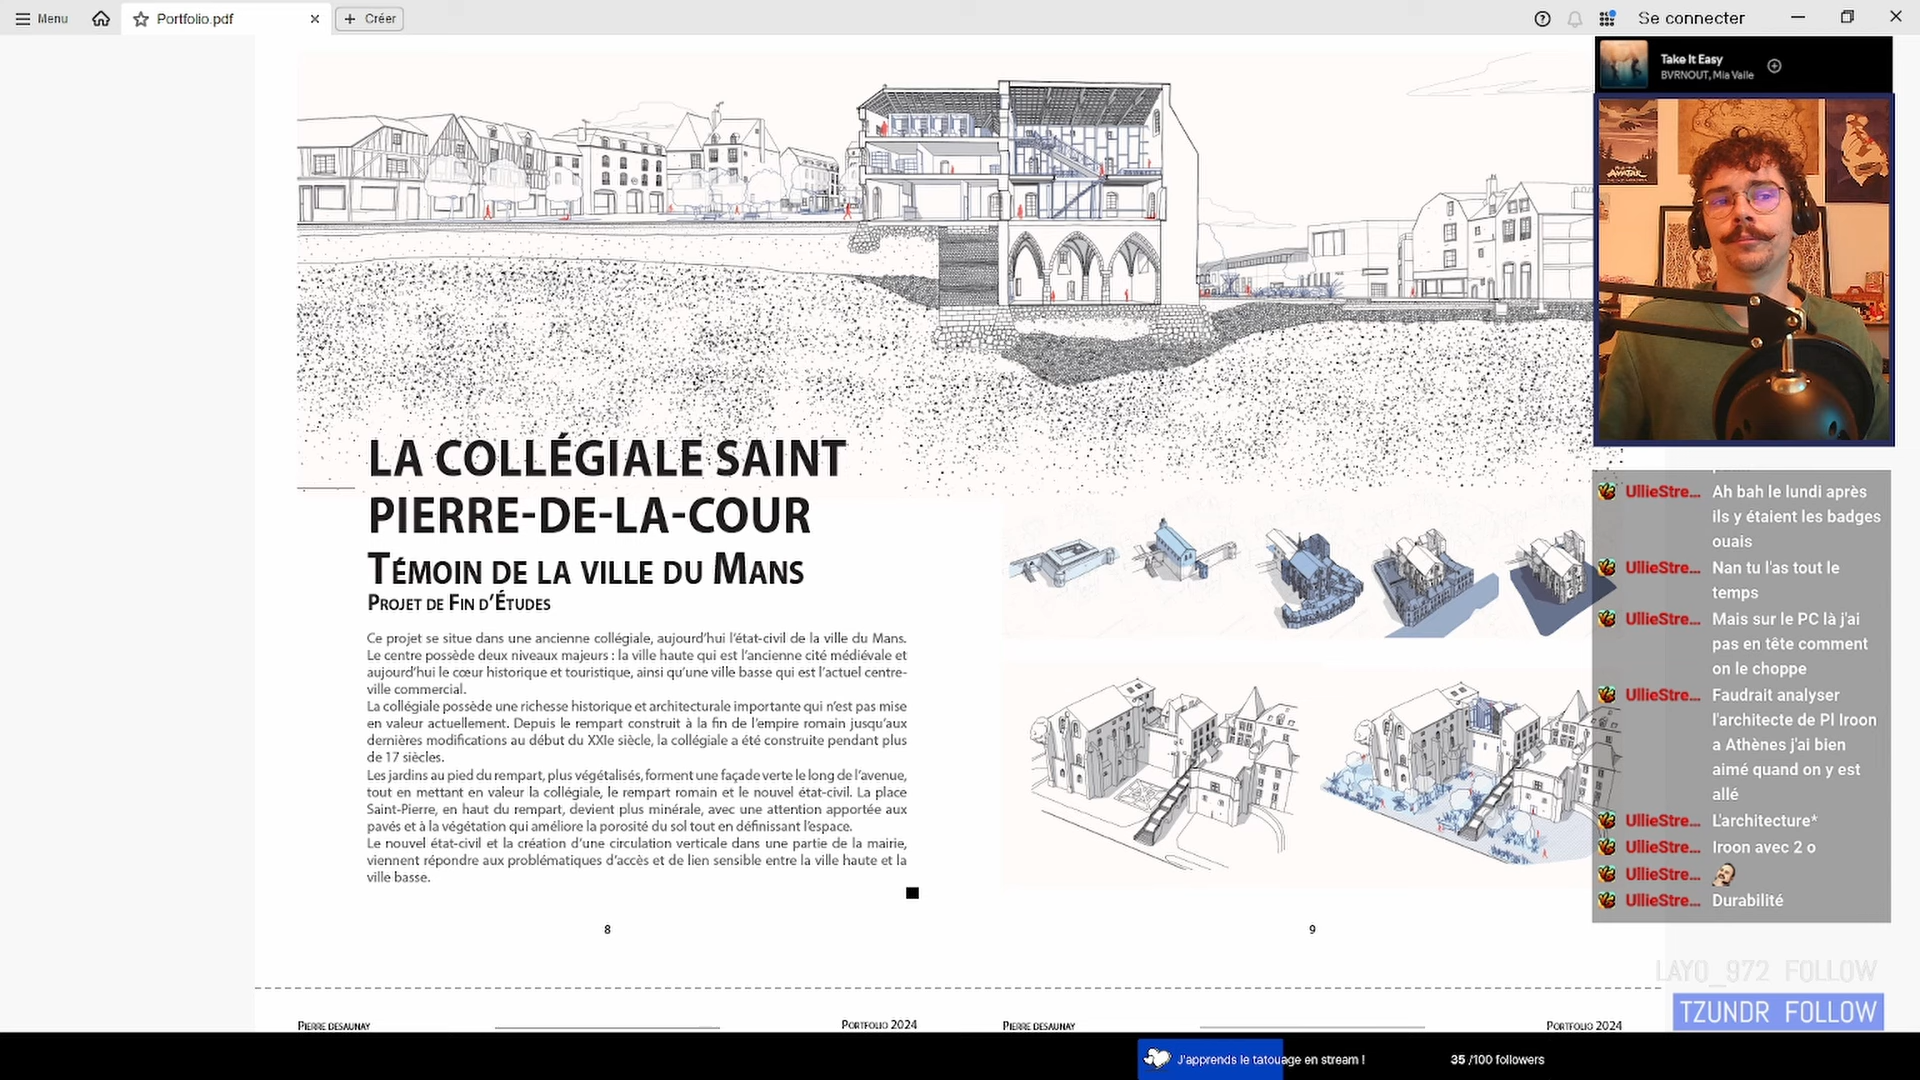 Menu
Portfolio.pdf
Créer
Se connecter
Take It Easy
BVRNOUT, Mia Vaile
AVATAR
LA COLLÉGIALE SAINT
PIERRE-DE-LA-COUR
TÉMOIN DE LA VILLE DU MANS
PROJET DE FIN D'ÉTUDES
Ce projet se situe dans une ancienne collégiale, aujourd'hui l'état-civil de la ville du Mans.
Le centre possède deux niveaux majeurs : la ville haute qui est l'ancienne cité médiévale et
aujourd'hui le cœur historique et touristique, ainsi qu'une ville basse qui est l'actuel centre-
ville commercial.
La collégiale possède une richesse historique et architecturale importante qui n'est pas mise
en valeur actuellement. Depuis le rempart construit à la fin de l'empire romain jusqu'aux
dernières modifications au début du XXIe siècle, la collégiale a été construite pendant plus
de 17 siècles.
Les jardins au pied du rempart, plus végétalisés, forment une façade verte le long de l'avenue,
tout en mettant en valeur la collégiale, le rempart romain et le nouvel état-civil. La place
Saint-Pierre, en haut du rempart, devient plus minérale, avec une attention apportée aux
pavés et à la végétation qui améliore la porosité du sol tout en définissant l'espace.
Le nouvel état-civil et la création d'une circulation verticale dans une partie de la mairie,
viennent répondre aux problématiques d'accès et de lien sensible entre la ville haute et la
ville basse.
8
9
PIERRE DESAUNAY
PORTFOLIO 2024
PIERRE DESAUNAY
PORTFOLIO 2024
UllieStre... Ah bah le lundi après
ils y étaient les badges
ouais
UllieStre... Nan tu l'as tout le
temps
UllieStre... Mais sur le PC là j'ai
pas en tête comment
on le choppe
UllieStre... Faudrait analyser
l'architecte de Pl Iroon
a Athènes j'ai bien
aimé quand on y est
allé
UllieStre... L'architecture*
UllieStre... Iroon avec 2 o
UllieStre...
UllieStre... Durabilité
LAYO_972 FOLLOW
TZUNDR FOLLOW
J'apprends le tatouage en stream !
35 /100 followers